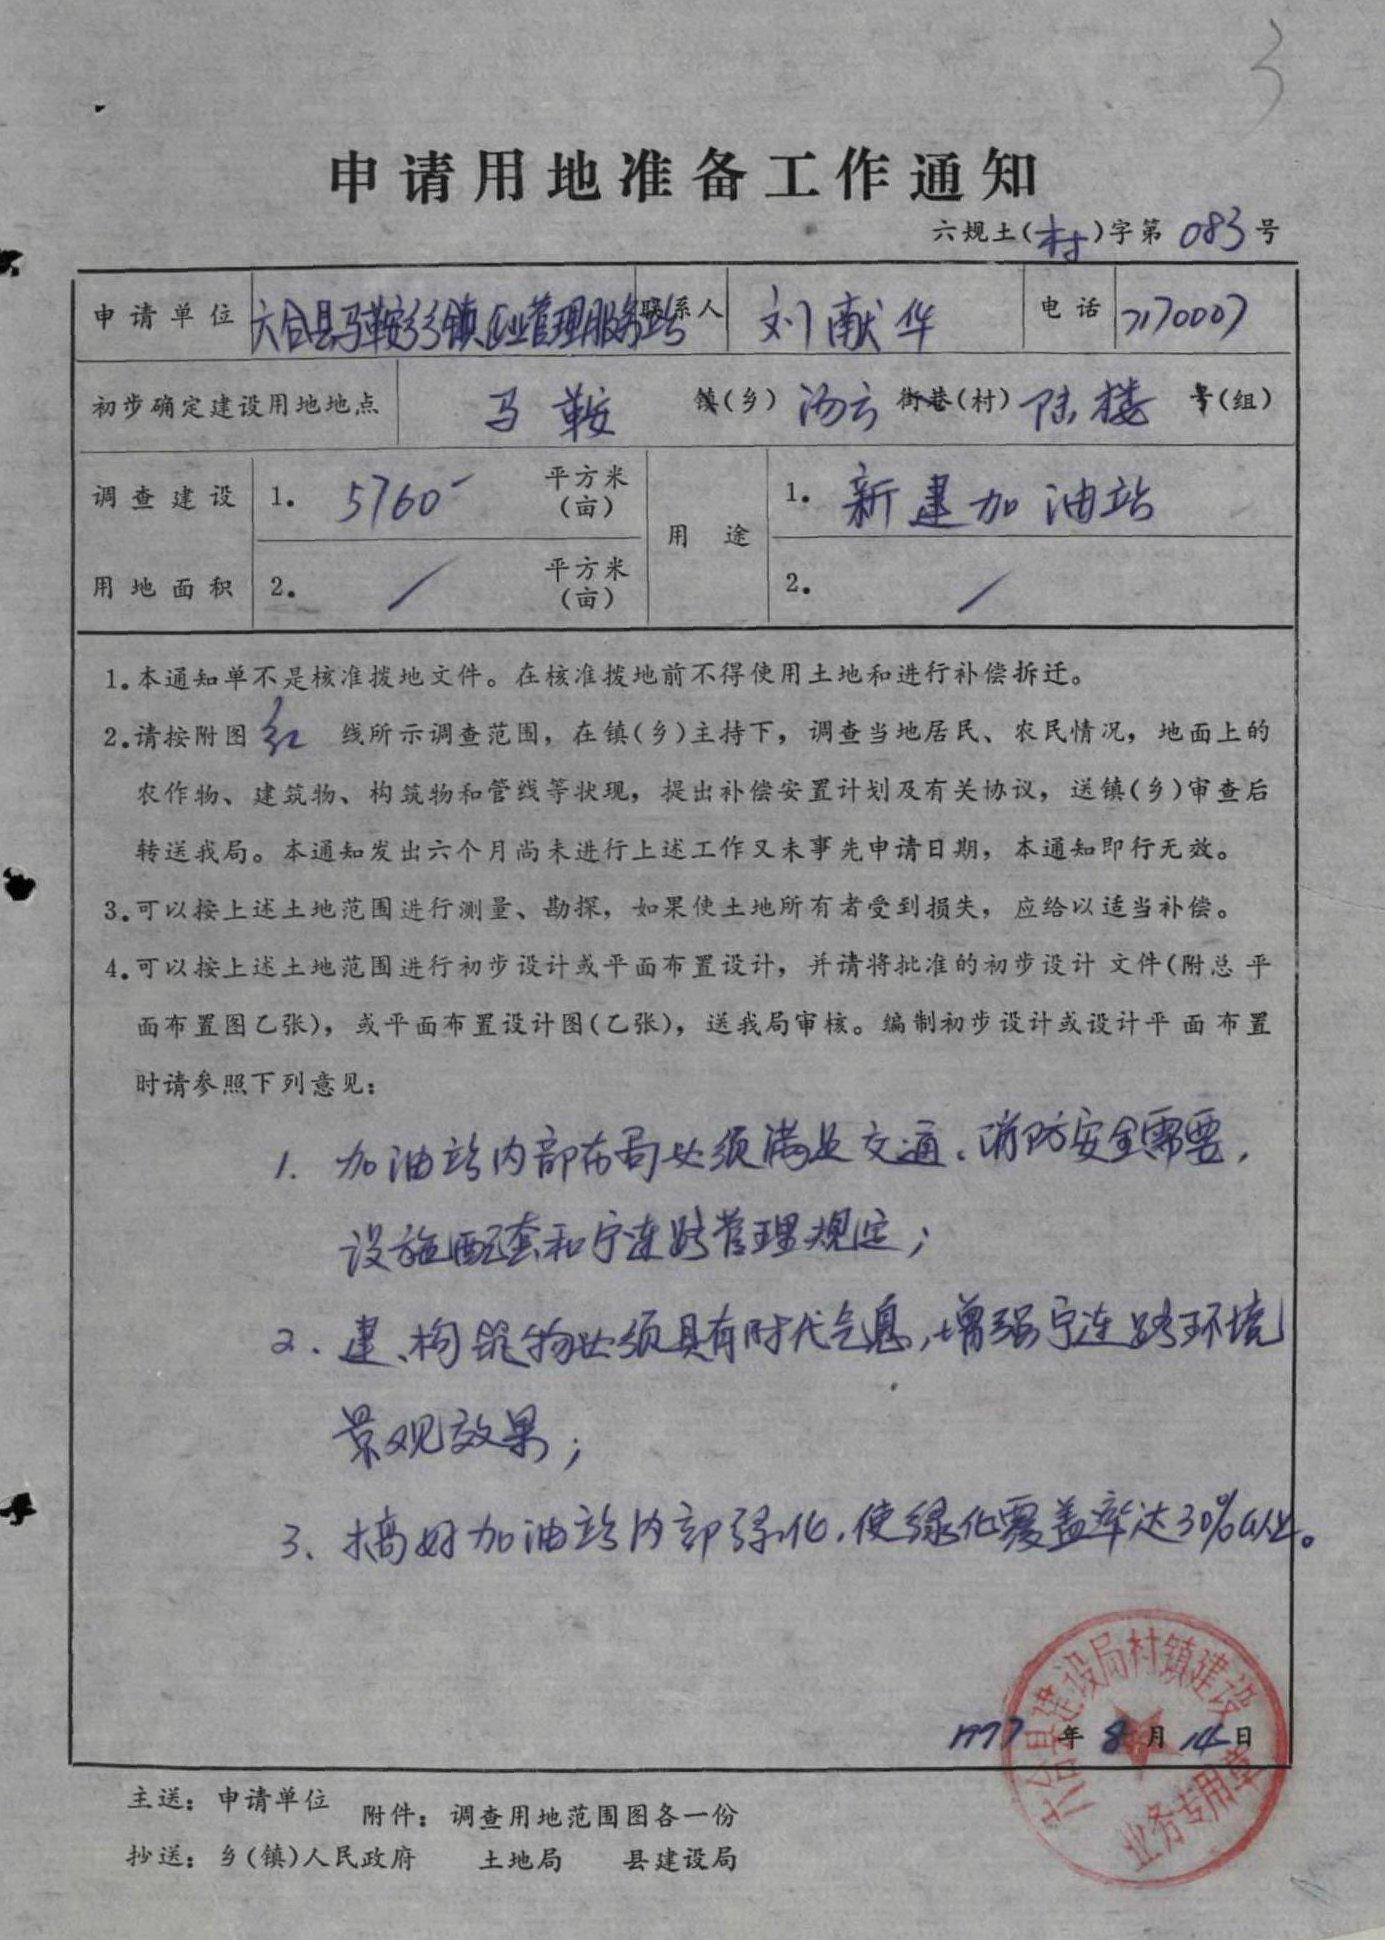 3
申请用地准备工作通知
六规土(村)字第 083 号
申请单位 六合县马鞍乡乡镇企业管理服务站 联系人 刘献华 电话 7170007
初步确定建设用地地点 马鞍 镇(乡) 汤云 街巷(村) 陆楼 号(组)
调查建设用地面积 1. 5760 平方米(亩) 用途 1. 新建加油站
2. / 平方米(亩) 2. /
1.本通知单不是核准拨地文件。在核准拨地前不得使用土地和进行补偿拆迁。
2.请按附图 红 线所示调查范围，在镇(乡)主持下，调查当地居民、农民情况，地面上的
农作物、建筑物、构筑物和管线等状现，提出补偿安置计划及有关协议，送镇(乡)审查后
转送我局。本通知发出六个月尚未进行上述工作又未事先申请日期，本通知即行无效。
3.可以按上述土地范围进行测量、勘探，如果使土地所有者受到损失，应给以适当补偿。
4.可以按上述土地范围进行初步设计或平面布置设计，并请将批准的初步设计文件(附总平
面布置图乙张)，或平面布置设计图(乙张)，送我局审核。编制初步设计或设计平面布置
时请参照下列意见：
1. 加油站内部布局必须满足交通、消防安全需要，
设施配套和宁连路管理规定；
2. 建、构筑物必须具有时代气息，增强宁连路环境
景观效果；
3、搞好加油站内部绿化，使绿化覆盖率达30%以上。
六合县建设局村镇建设
业务专用章
1997 年 8 月 14 日
主送：申请单位 附件：调查用地范围图各一份
抄送：乡(镇)人民政府 土地局 县建设局